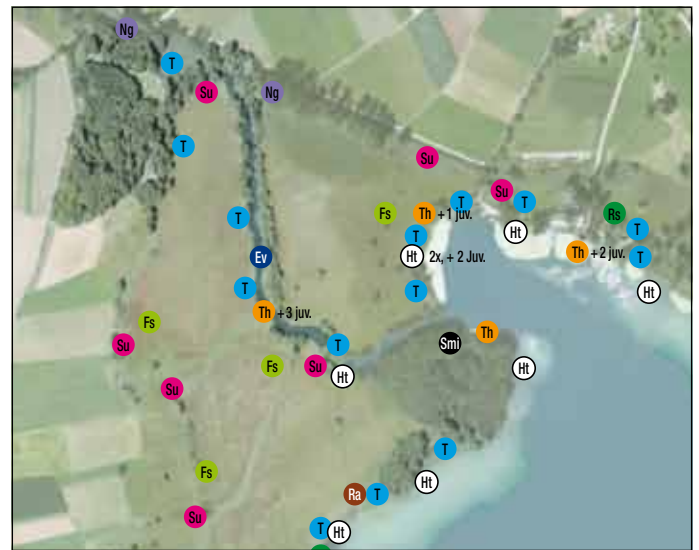 Ng
T
Su
Ng
T
Su
Su
T
T
Rs
Fs
Th + 1 juv.
T
T
Ht
T
Th + 2 juv.
T
Ev
Ht 2x, + 2 Juv.
T
T
Ht
Th + 3 juv.
Fs
Th
Su
T
Smi
Fs
Su
Ht
Ht
Su
T
Fs
Ht
Ra
T
Su
T
Ht